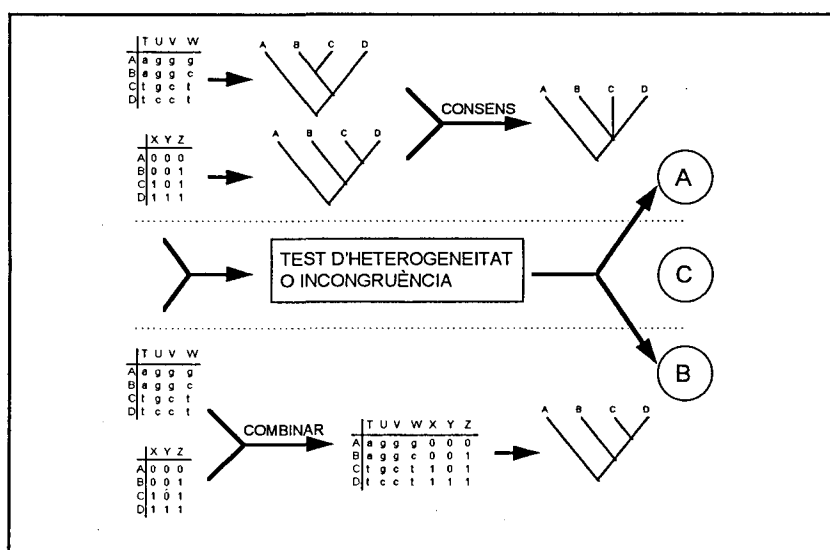 T U V W
A a g g g
B a g g c
C t g c t
D t c c t
A B C D
X Y Z
A 0 0 0
B 0 0 1
C 1 0 1
D 1 1 1
A B C D
CONSENS
A B C D
A
TEST D'HETEROGENEITAT
O INCONGRUÈNCIA
C
B
T U V W
A a g g g
B a g g c
C t g c t
D t c c t
X Y Z
A 0 0 0
B 0 0 1
C 1 0 1
D 1 1 1
COMBINAR
T U V W X Y Z
A a g g g 0 0 0
B a g g c 0 0 1
C t g c t 1 0 1
D t c c t 1 1 1
A B C D